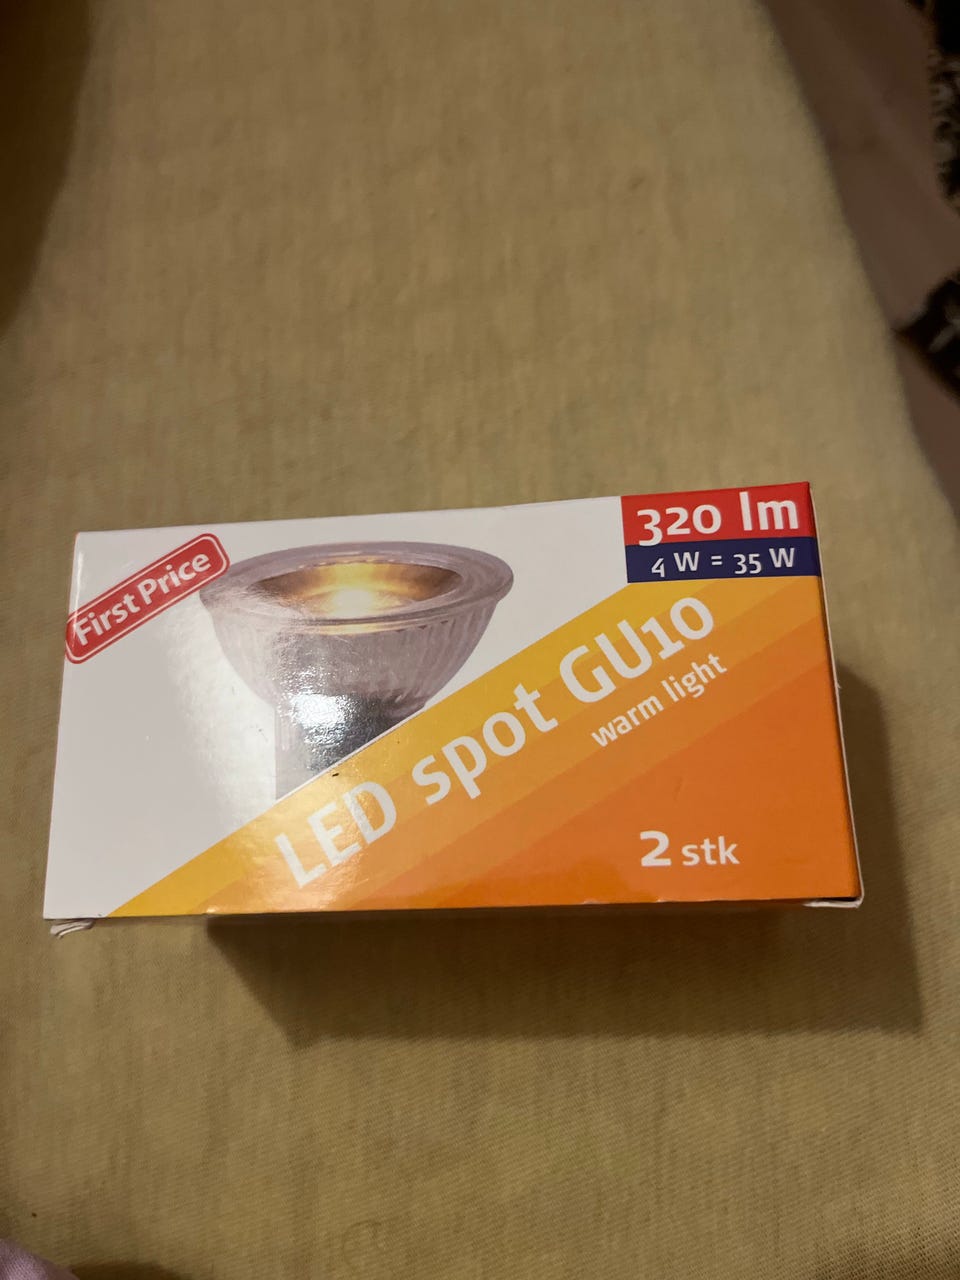 First Price
320 lm
4 W = 35 W
LED spot GU10
warm light
2 stk